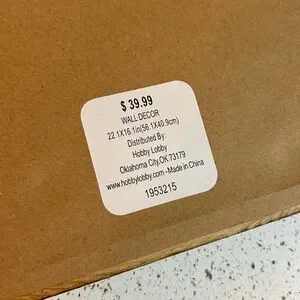 $ 39.99
WALL DECOR
22.1X16.1in(56.1X40.9cm)
Distributed By:
Hobby Lobby
Oklahoma City,OK 73179
www.hobbylobby.com - Made in China
1953215